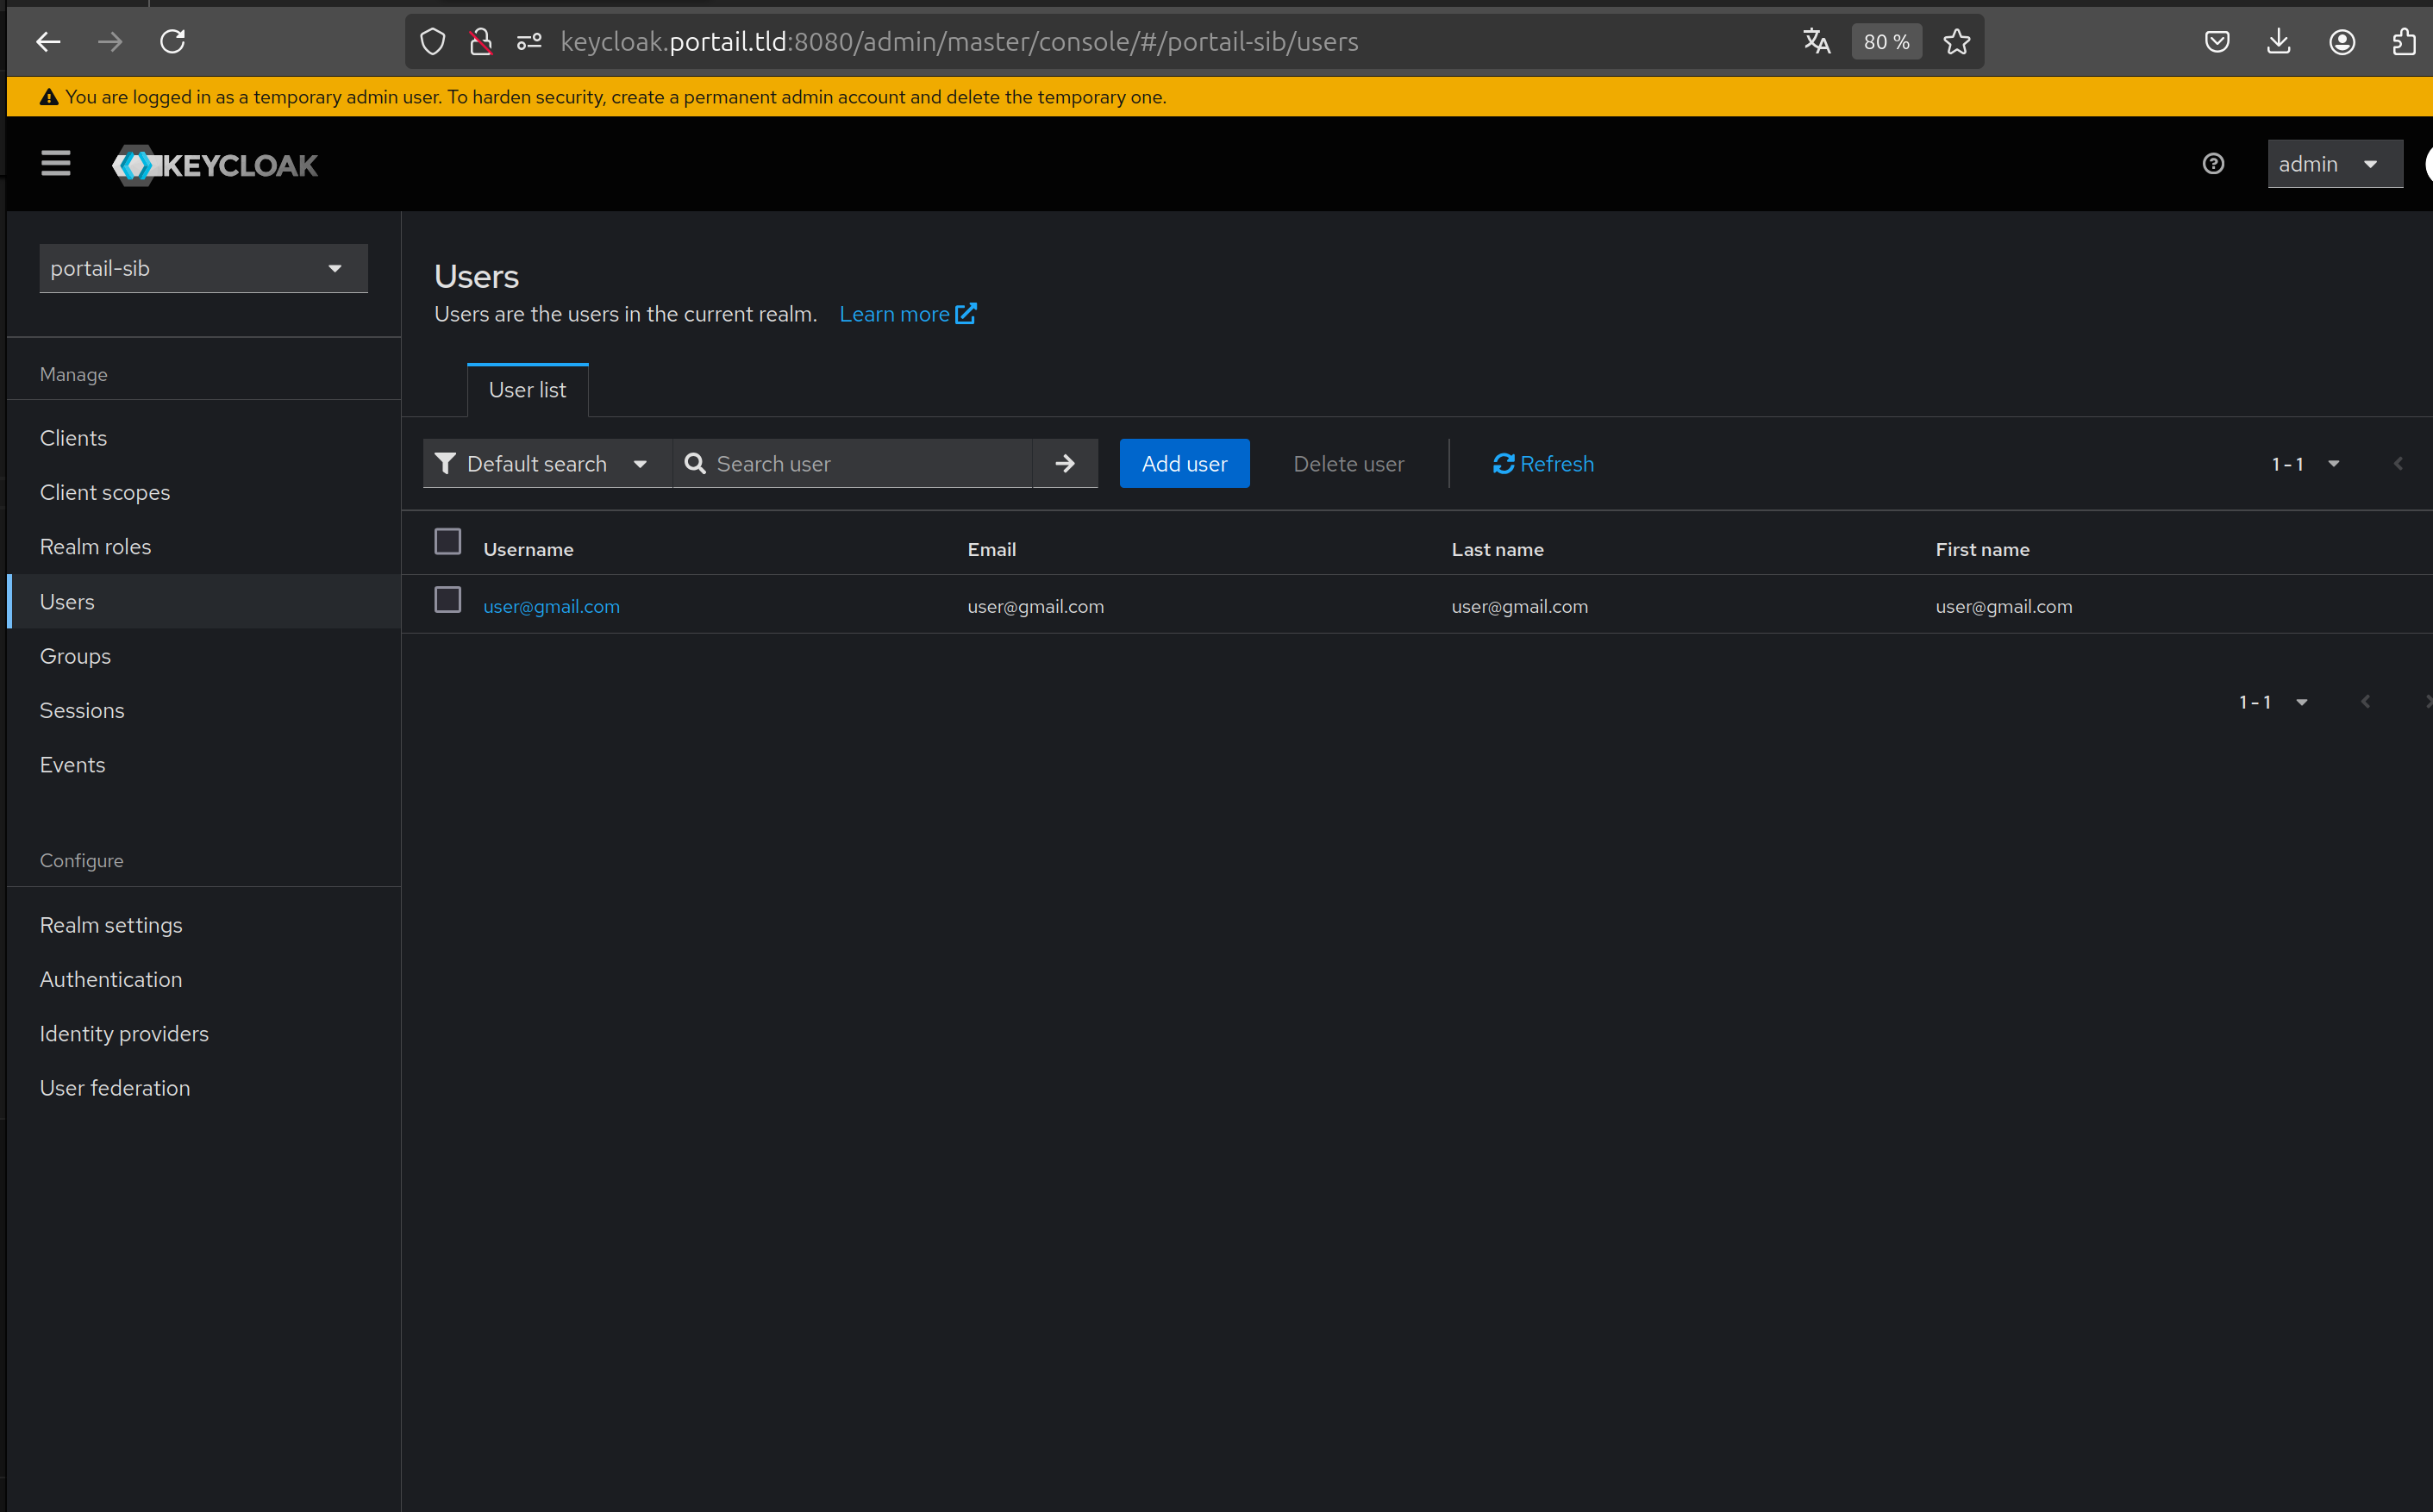 keycloak.portail.tld:8080/admin/master/console/#/portail-sib/users
80 %
You are logged in as a temporary admin user. To harden security, create a permanent admin account and delete the temporary one.
KEYCLOAK
admin
portail-sib
Manage
Clients
Client scopes
Realm roles
Users
Groups
Sessions
Events
Configure
Realm settings
Authentication
Identity providers
User federation
Users
Users are the users in the current realm. Learn more
User list
Default search Search user Add user Delete user Refresh 1 - 1
Username Email Last name First name
user@gmail.com user@gmail.com user@gmail.com user@gmail.com
1 - 1